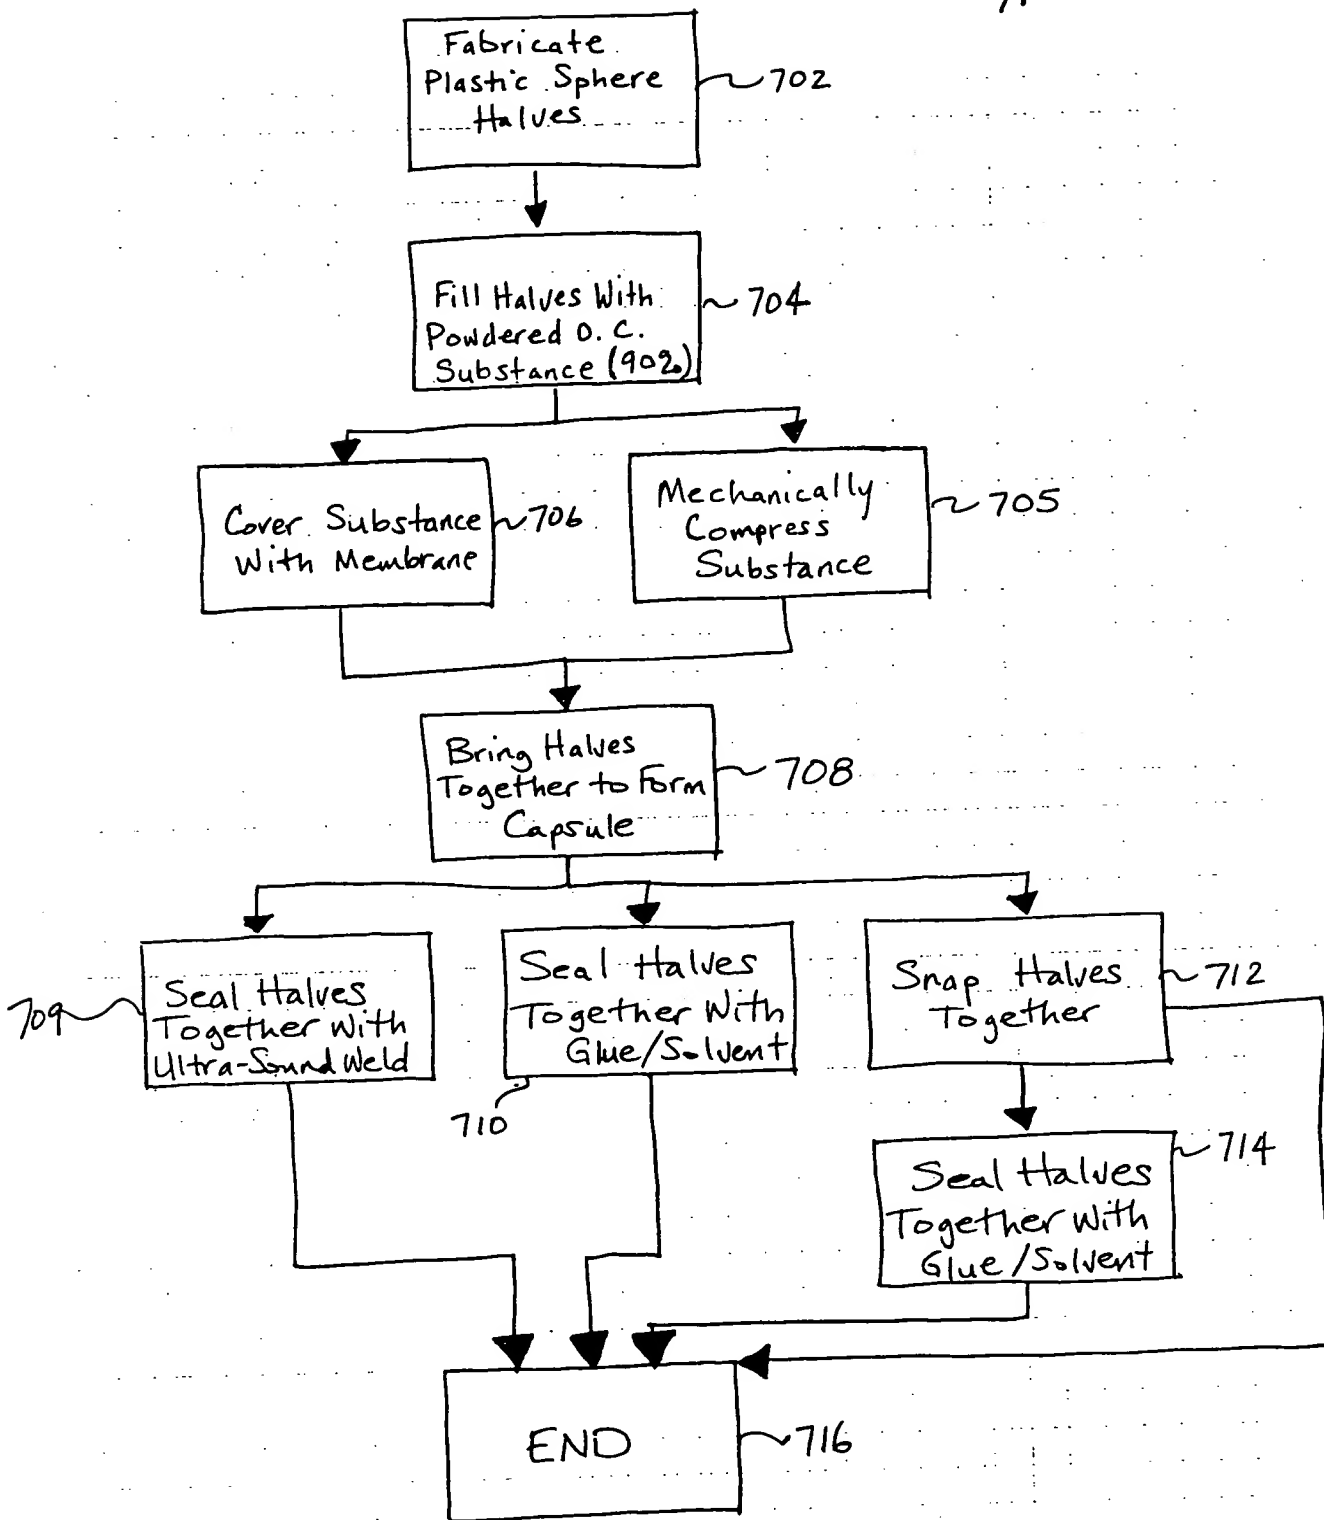 Fabricate
Plastic Sphere
Halves
702
Fill Halves With
Powdered O. C.
Substance (90%)
704
Cover Substance
With Membrane
706
Mechanically
Compress
Substance
705
Bring Halves
Together to Form
Capsule
708
709
Seal Halves
Together With
Ultra-Sound Weld
Seal Halves
Together With
Glue/Solvent
710
Snap Halves
Together
712
Seal Halves
Together With
Glue/Solvent
714
END
716